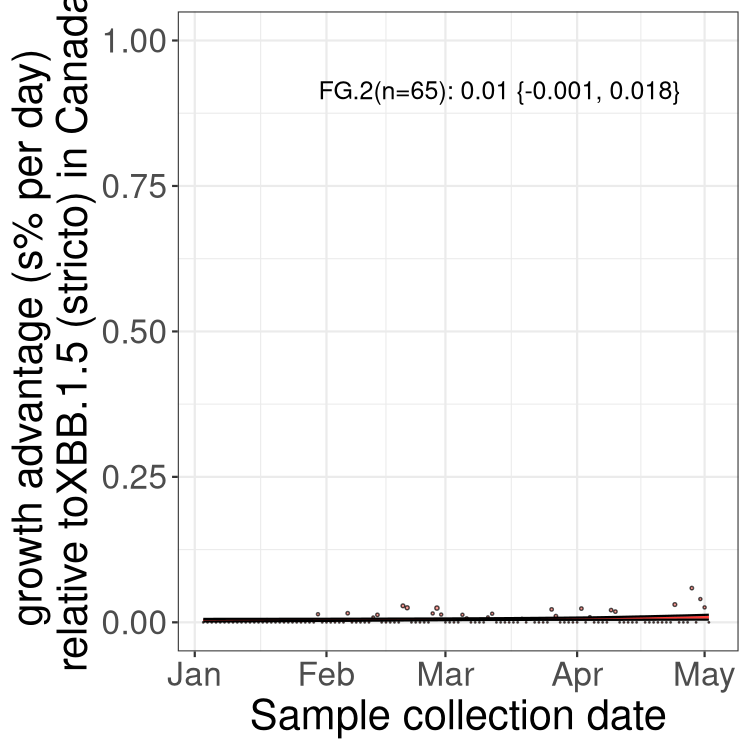 growth advantage (s% per day)
relative toXBB.1.5 (stricto) in Canada
1.00
FG.2(n=65): 0.01 {-0.001, 0.018}
0.75
0.50
0.25
0.00
Jan Feb Mar Apr May
Sample collection date